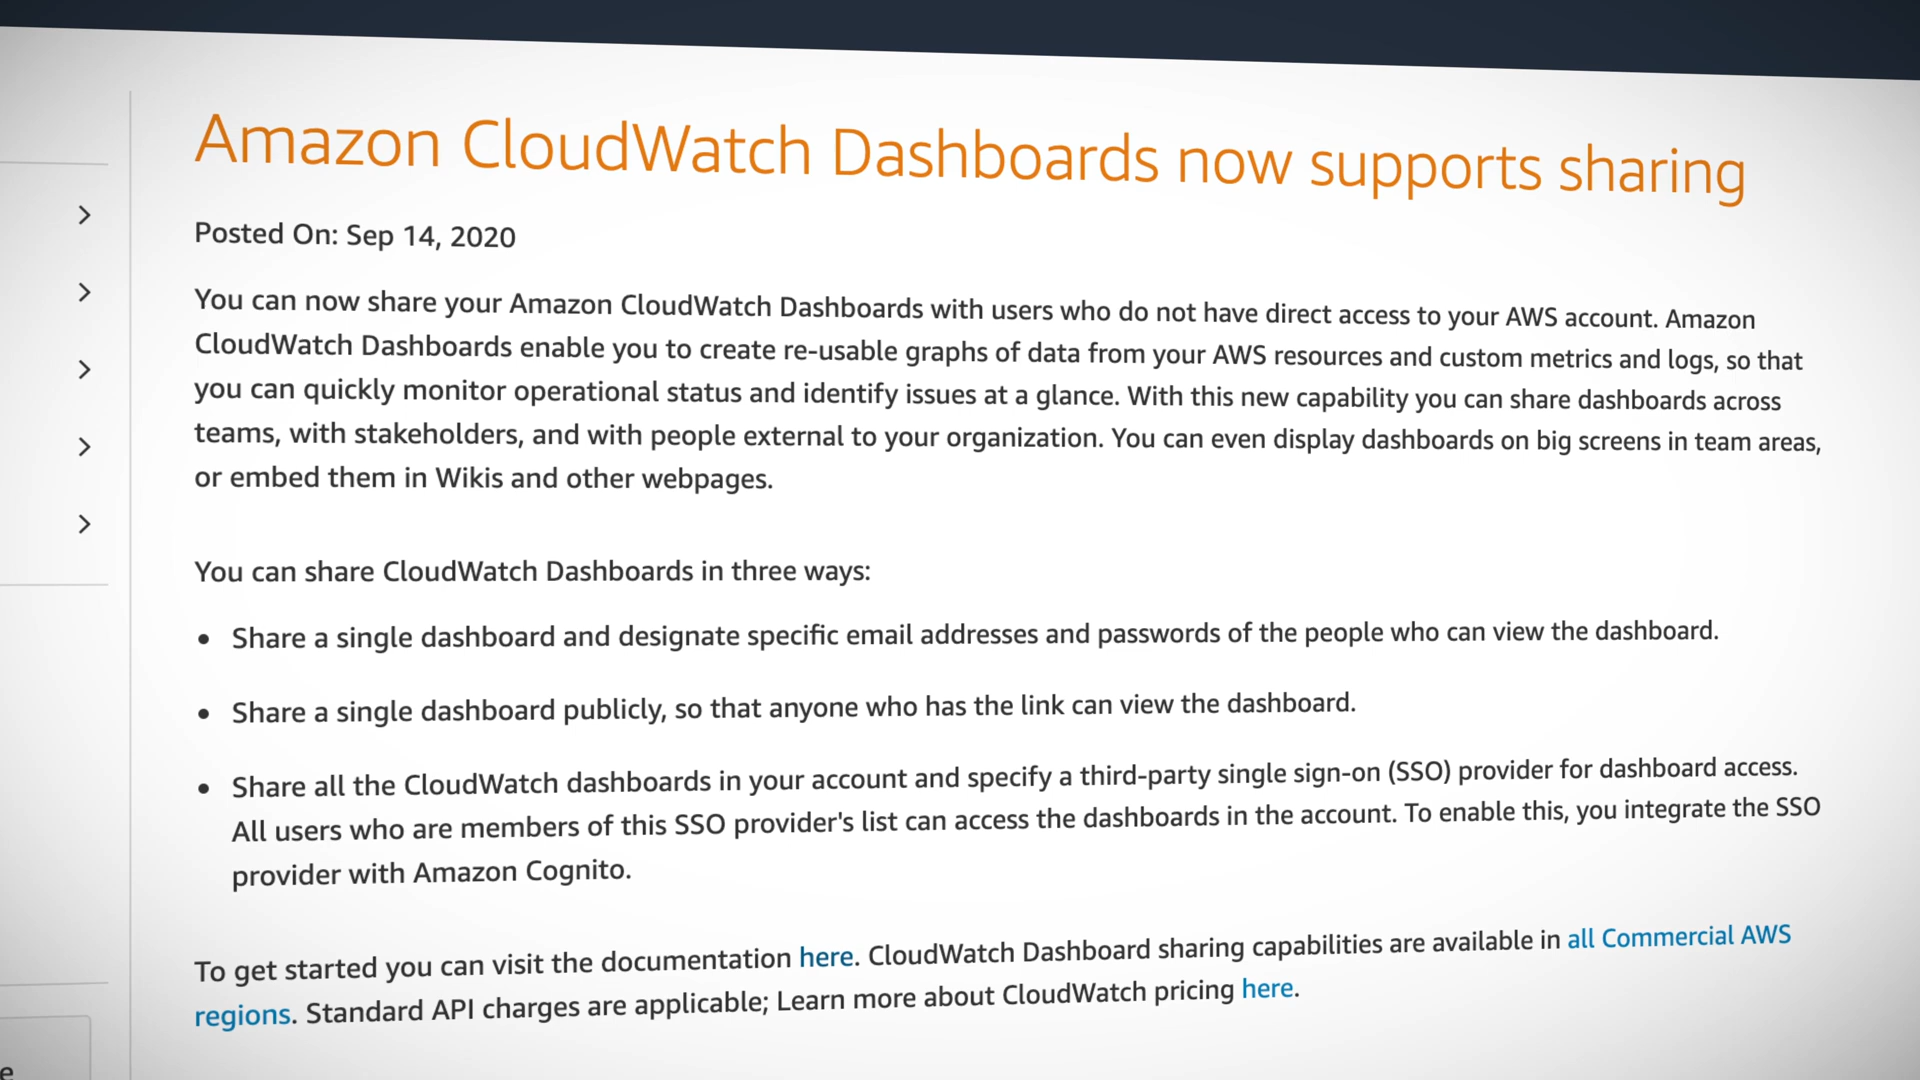 Amazon CloudWatch Dashboards now supports sharing
Posted On: Sep 14, 2020
You can now share your Amazon CloudWatch Dashboards with users who do not have direct access to your AWS account. Amazon
CloudWatch Dashboards enable you to create re-usable graphs of data from your AWS resources and custom metrics and logs, so that
you can quickly monitor operational status and identify issues at a glance. With this new capability you can share dashboards across
teams, with stakeholders, and with people external to your organization. You can even display dashboards on big screens in team areas,
or embed them in Wikis and other webpages.
You can share CloudWatch Dashboards in three ways:
• Share a single dashboard and designate specific email addresses and passwords of the people who can view the dashboard.
• Share a single dashboard publicly, so that anyone who has the link can view the dashboard.
• Share all the CloudWatch dashboards in your account and specify a third-party single sign-on (SSO) provider for dashboard access.
All users who are members of this SSO provider's list can access the dashboards in the account. To enable this, you integrate the SSO
provider with Amazon Cognito.
To get started you can visit the documentation here. CloudWatch Dashboard sharing capabilities are available in all Commercial AWS
regions. Standard API charges are applicable; Learn more about CloudWatch pricing here.